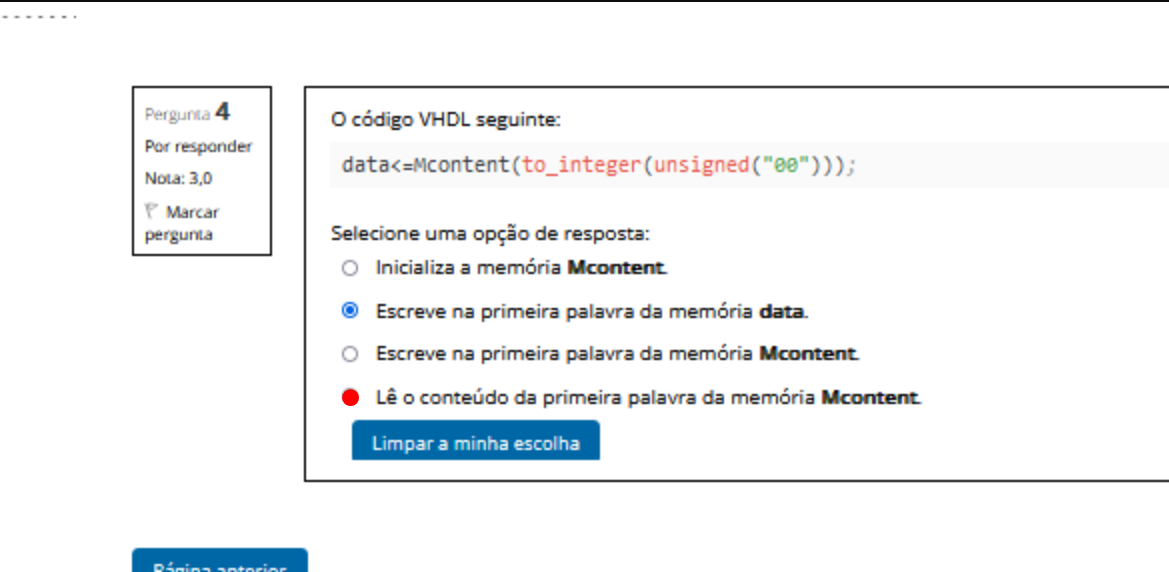 Pergunta 4
Por responder
Nota: 3,0
Marcar
pergunta
O código VHDL seguinte:
data<=Mcontent(to_integer(unsigned("00")));
Selecione uma opção de resposta:
Inicializa a memória Mcontent.
Escreve na primeira palavra da memória data.
Escreve na primeira palavra da memória Mcontent.
Lê o conteúdo da primeira palavra da memória Mcontent.
Limpar a minha escolha
Página anterior